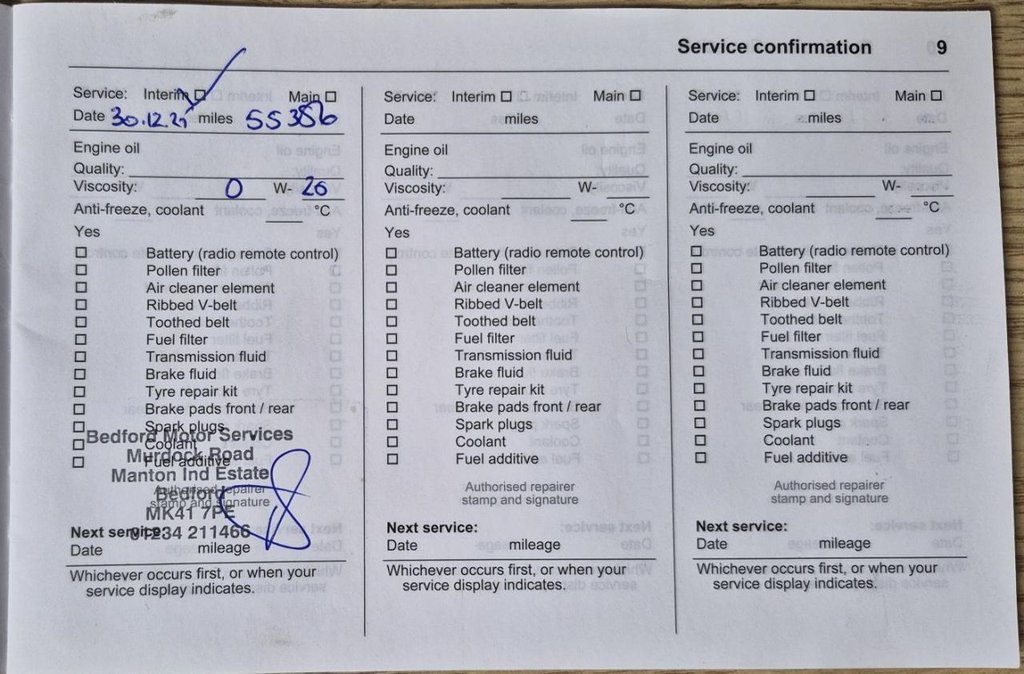 Service confirmation 9
Service: Interim Main
Date 30.12.21 miles 55386
Engine oil
Quality:
Viscosity: 0 W- 20
Anti-freeze, coolant °C
Yes
Battery (radio remote control)
Pollen filter
Air cleaner element
Ribbed V-belt
Toothed belt
Fuel filter
Transmission fluid
Brake fluid
Tyre repair kit
Brake pads front / rear
Spark plugs
Bedford Motor Services
Coolant
Murdock Road
Fuel additive
Manton Ind Estate
Authorised repairer
Bedford
stamp and signature
MK41 7PE
Next service:
01234 211466
Date mileage
Whichever occurs first, or when your
service display indicates.
Service: Interim Main
Date miles
Engine oil
Quality:
Viscosity: W-
Anti-freeze, coolant °C
Yes
Battery (radio remote control)
Pollen filter
Air cleaner element
Ribbed V-belt
Toothed belt
Fuel filter
Transmission fluid
Brake fluid
Tyre repair kit
Brake pads front / rear
Spark plugs
Coolant
Fuel additive
Authorised repairer
stamp and signature
Next service:
Date mileage
Whichever occurs first, or when your
service display indicates.
Service: Interim Main
Date miles
Engine oil
Quality:
Viscosity: W-
Anti-freeze, coolant °C
Yes
Battery (radio remote control)
Pollen filter
Air cleaner element
Ribbed V-belt
Toothed belt
Fuel filter
Transmission fluid
Brake fluid
Tyre repair kit
Brake pads front / rear
Spark plugs
Coolant
Fuel additive
Authorised repairer
stamp and signature
Next service:
Date mileage
Whichever occurs first, or when your
service display indicates.